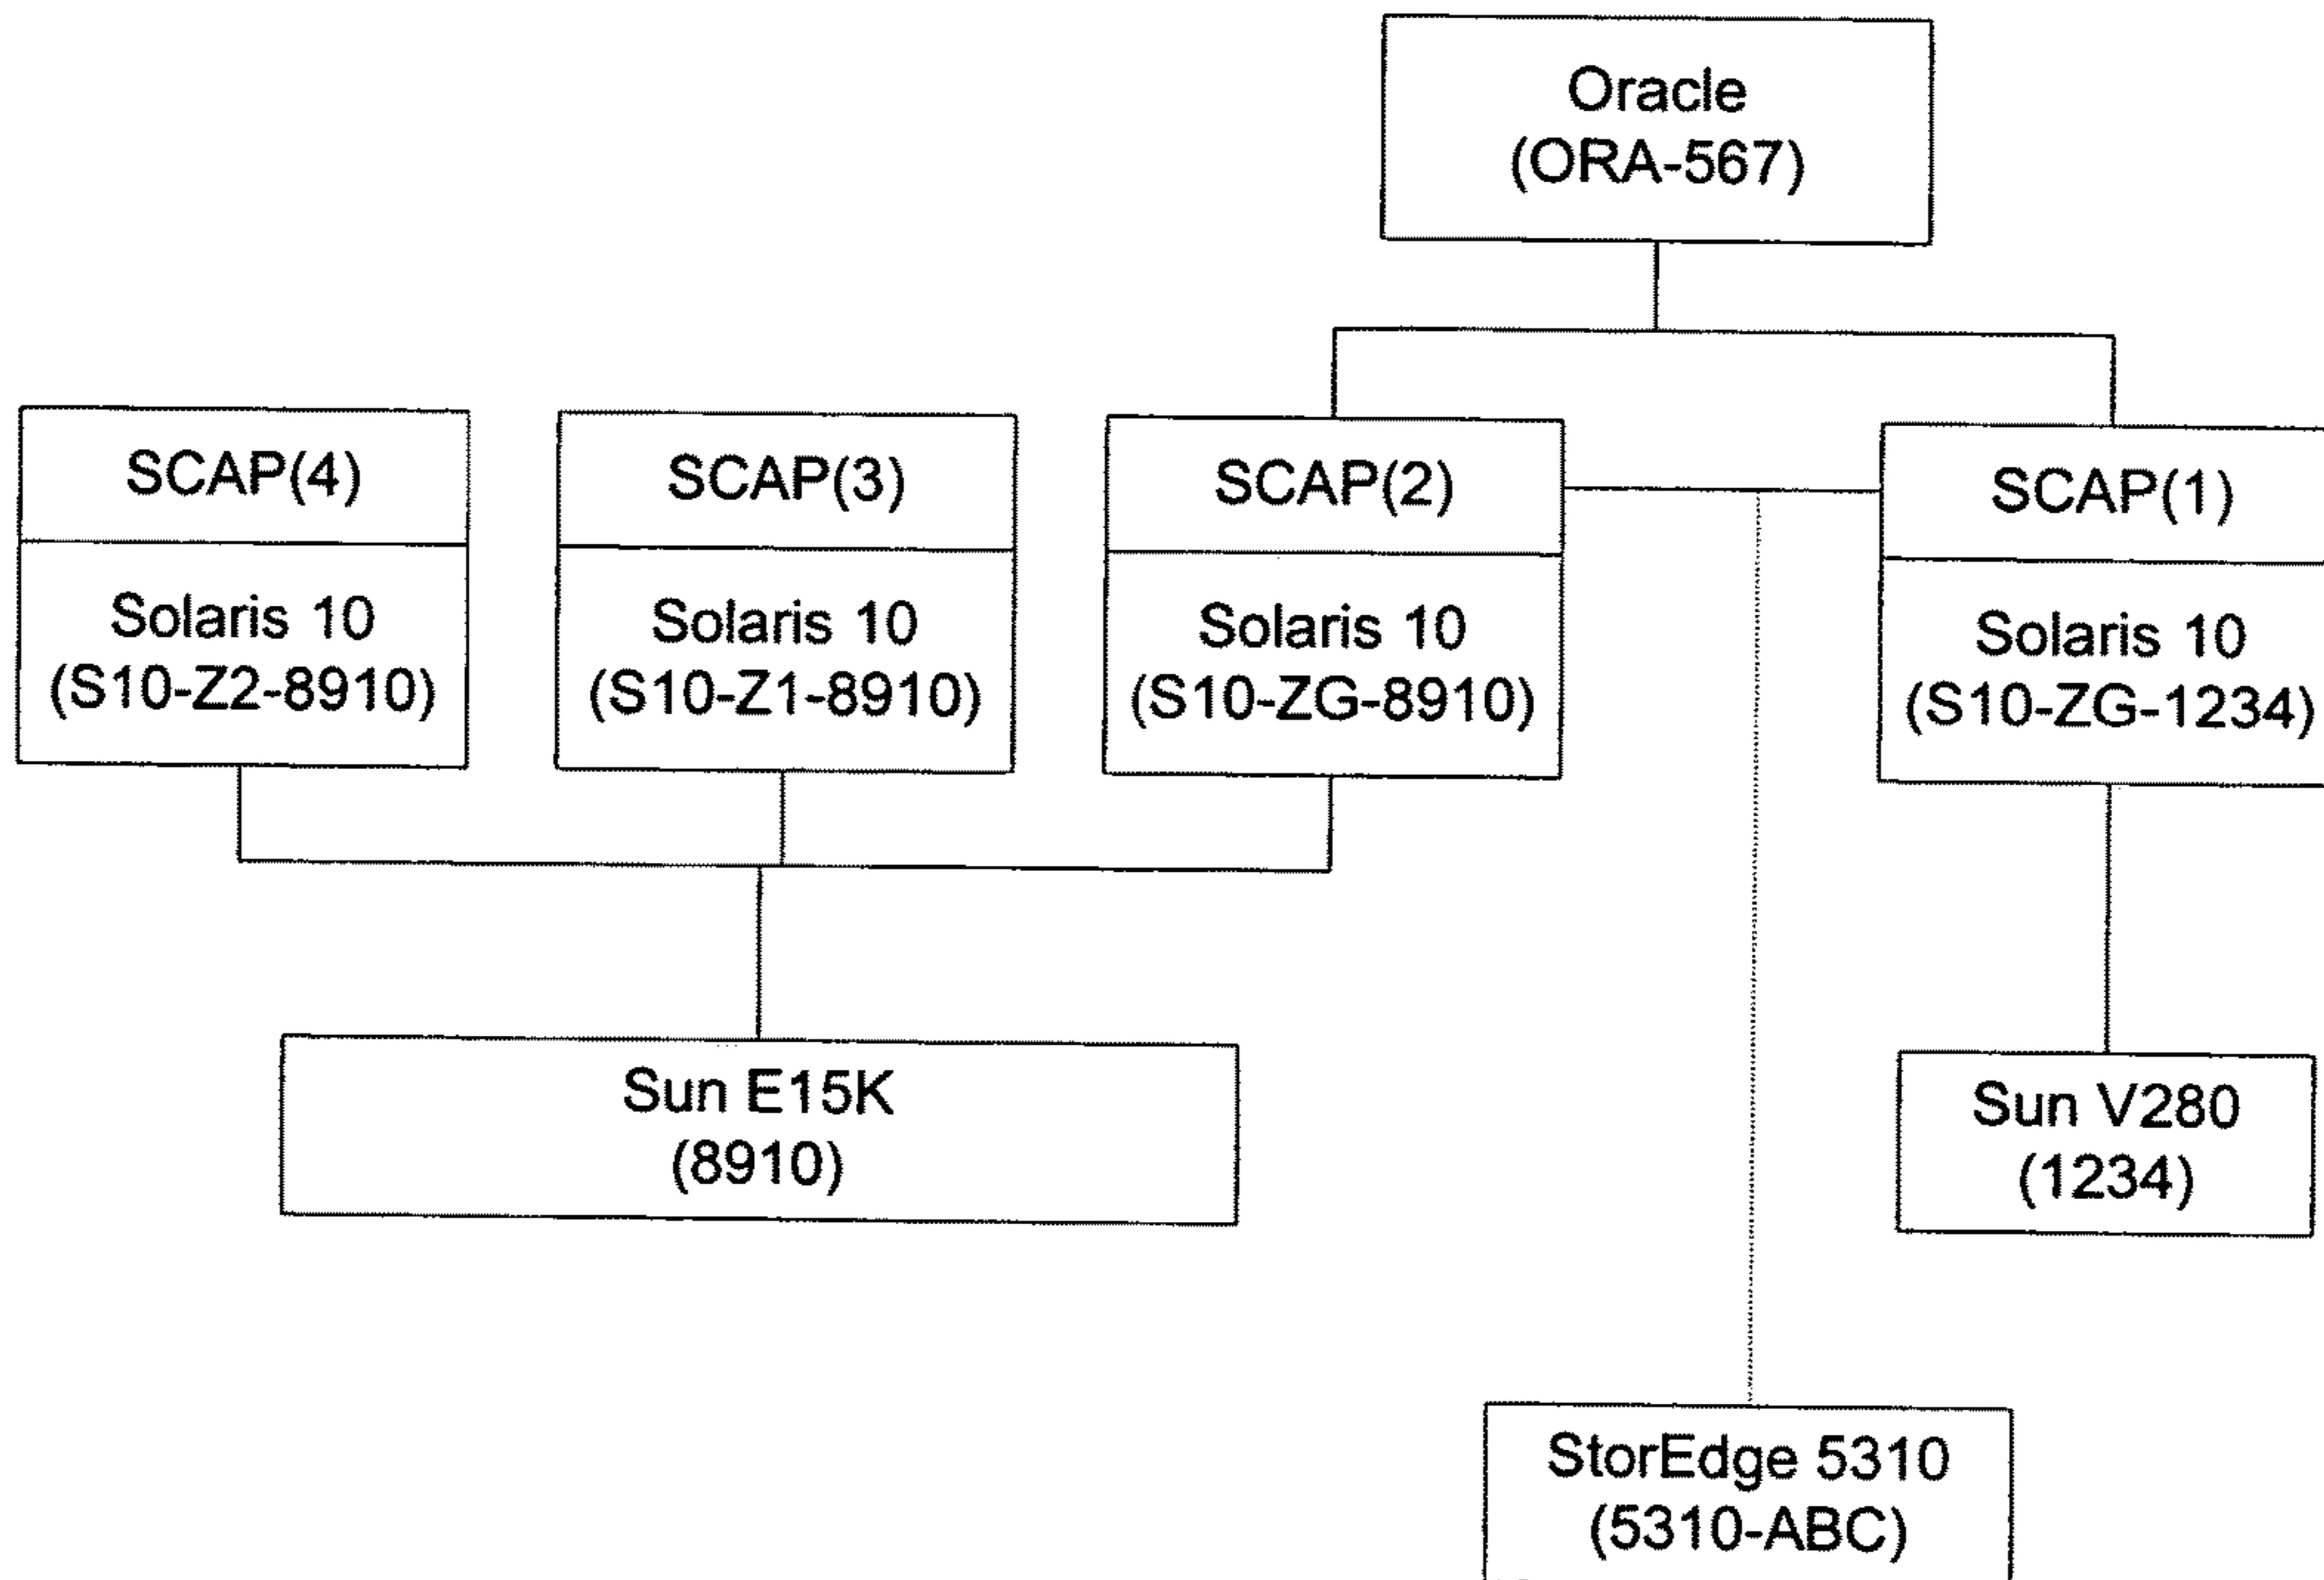 Oracle
(ORA-567)
SCAP(4)
SCAP(3)
SCAP(2)
SCAP(1)
Solaris 10
(S10-Z2-8910)
Solaris 10
(S10-Z1-8910)
Solaris 10
(S10-ZG-8910)
Solaris 10
(S10-ZG-1234)
Sun E15K
(8910)
Sun V280
(1234)
StorEdge 5310
(5310-ABC)